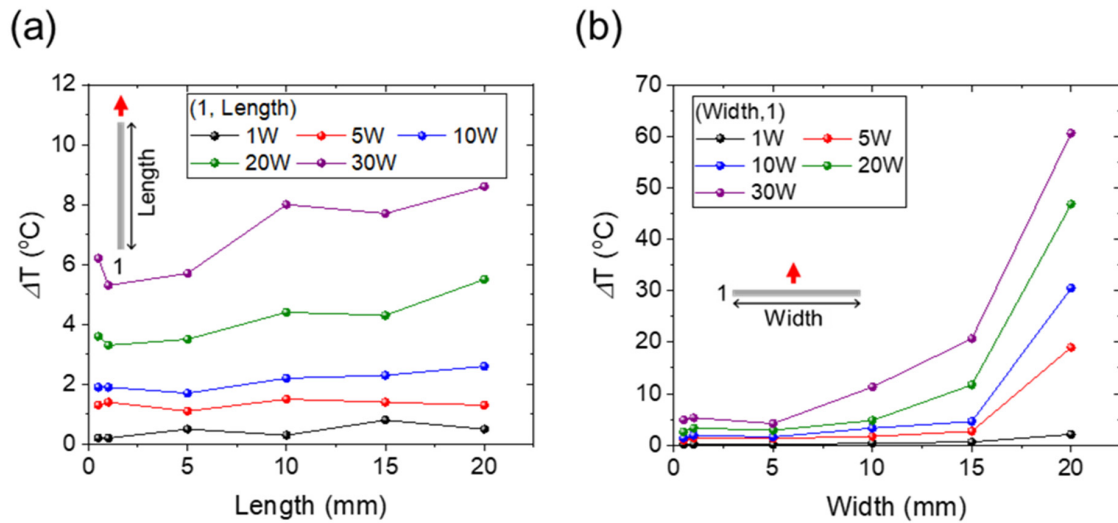 (a)
12
10
8
6
4
2
0
ΔT (°C)
(1, Length)
1W 5W 10W
20W 30W
Length
1
0 5 10 15 20
Length (mm)
(b)
70
60
50
40
30
20
10
0
ΔT (°C)
(Width,1)
1W 5W
10W 20W
30W
1
Width
0 5 10 15 20
Width (mm)